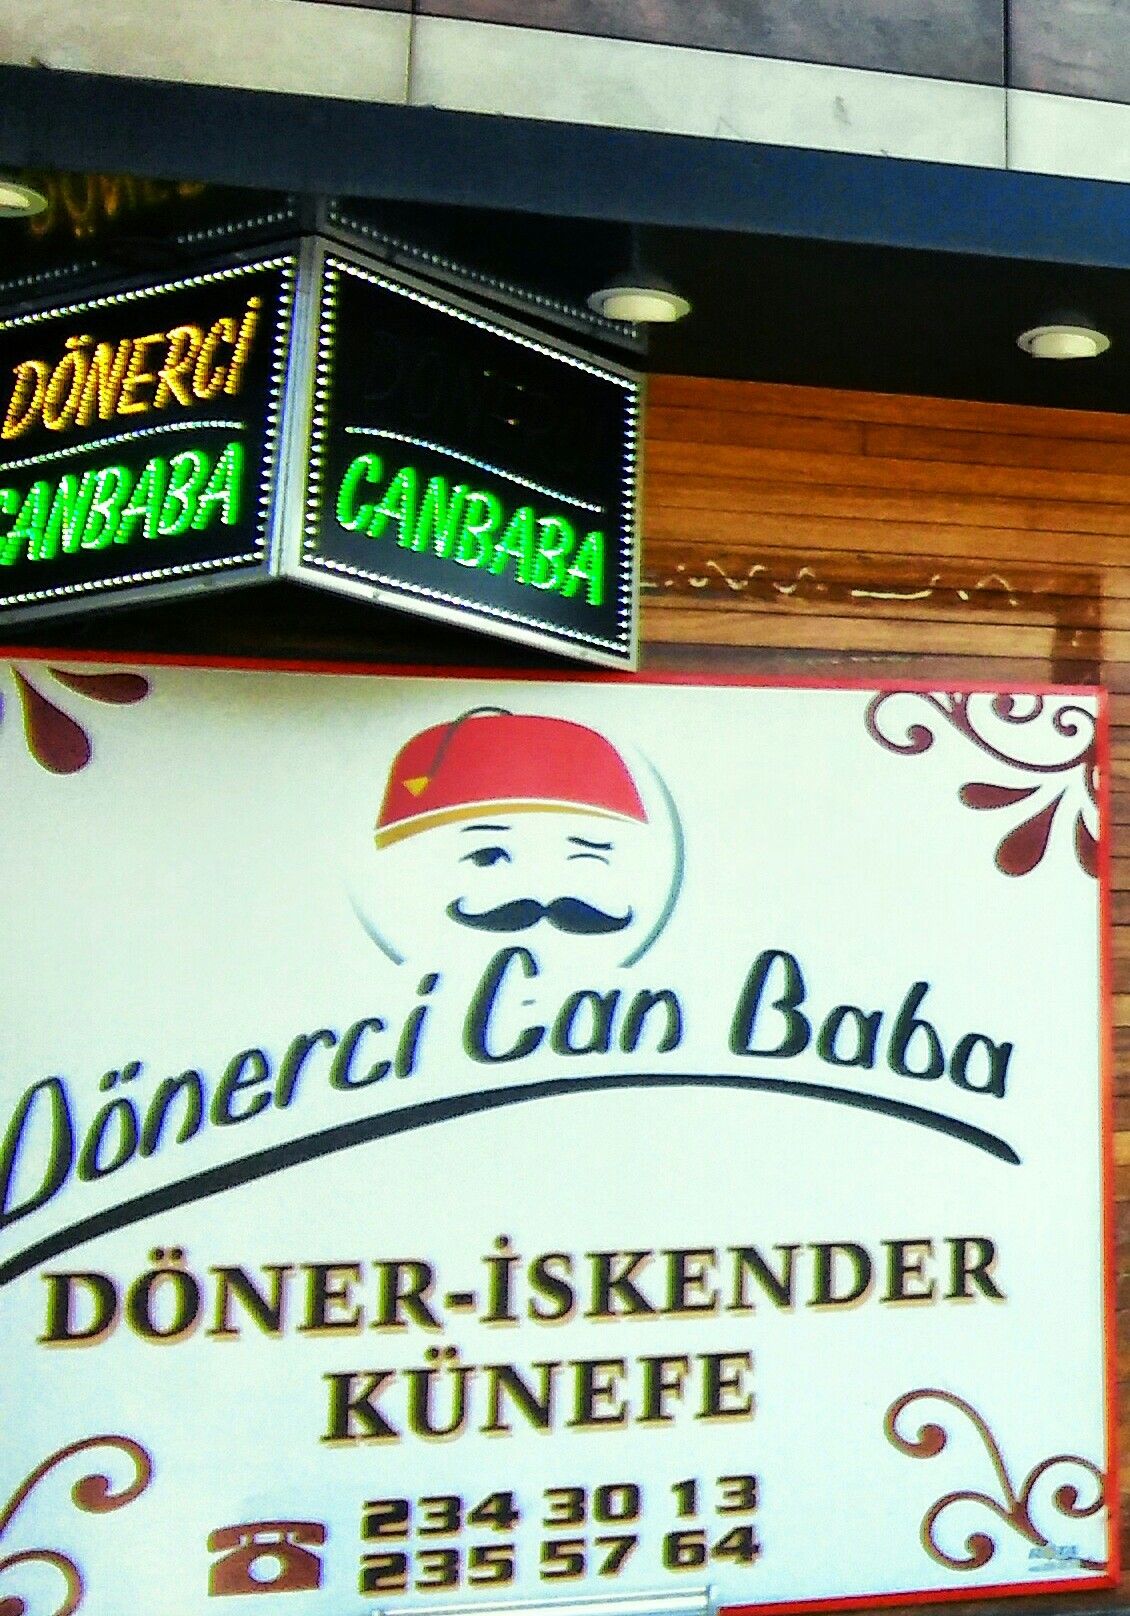 DÖNERCİ
CANBABA
CANBABA
Dönerci Can Baba
DÖNER-İSKENDER
KÜNEFE
234 30 13
235 57 64